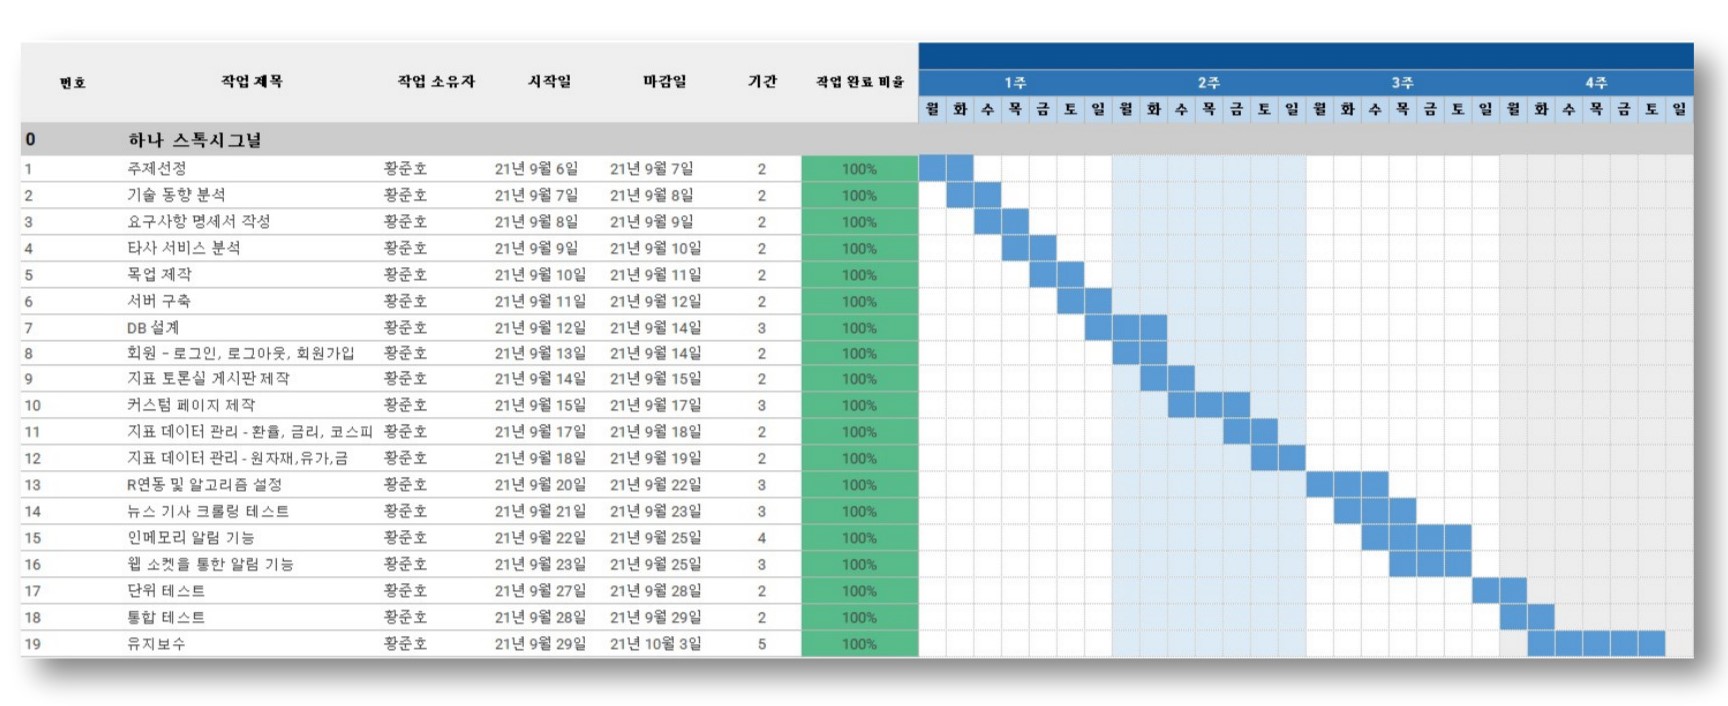 번호 작업 제목 작업 소유자 시작일 마감일 기간 작업 완료 비율 1주 2주 3주 4주
월 화 수 목 금 토 일 월 화 수 목 금 토 일 월 화 수 목 금 토 일 월 화 수 목 금 토 일
0 하나 스톡시그널
1 주제선정 황준호 21년 9월 6일 21년 9월 7일 2 100%
2 기술 동향 분석 황준호 21년 9월 7일 21년 9월 8일 2 100%
3 요구사항 명세서 작성 황준호 21년 9월 8일 21년 9월 9일 2 100%
4 타사 서비스 분석 황준호 21년 9월 9일 21년 9월 10일 2 100%
5 목업 제작 황준호 21년 9월 10일 21년 9월 11일 2 100%
6 서버 구축 황준호 21년 9월 11일 21년 9월 12일 2 100%
7 DB 설계 황준호 21년 9월 12일 21년 9월 14일 3 100%
8 회원 - 로그인, 로그아웃, 회원가입 황준호 21년 9월 13일 21년 9월 14일 2 100%
9 지표 토론실 게시판 제작 황준호 21년 9월 14일 21년 9월 15일 2 100%
10 커스텀 페이지 제작 황준호 21년 9월 15일 21년 9월 17일 3 100%
11 지표 데이터 관리 - 환율, 금리, 코스피 황준호 21년 9월 17일 21년 9월 18일 2 100%
12 지표 데이터 관리 - 원자재,유가,금 황준호 21년 9월 18일 21년 9월 19일 2 100%
13 R연동 및 알고리즘 설정 황준호 21년 9월 20일 21년 9월 22일 3 100%
14 뉴스 기사 크롤링 테스트 황준호 21년 9월 21일 21년 9월 23일 3 100%
15 인메모리 알림 기능 황준호 21년 9월 22일 21년 9월 25일 4 100%
16 웹 소켓을 통한 알림 기능 황준호 21년 9월 23일 21년 9월 25일 3 100%
17 단위 테스트 황준호 21년 9월 27일 21년 9월 28일 2 100%
18 통합 테스트 황준호 21년 9월 28일 21년 9월 29일 2 100%
19 유지보수 황준호 21년 9월 29일 21년 10월 3일 5 100%